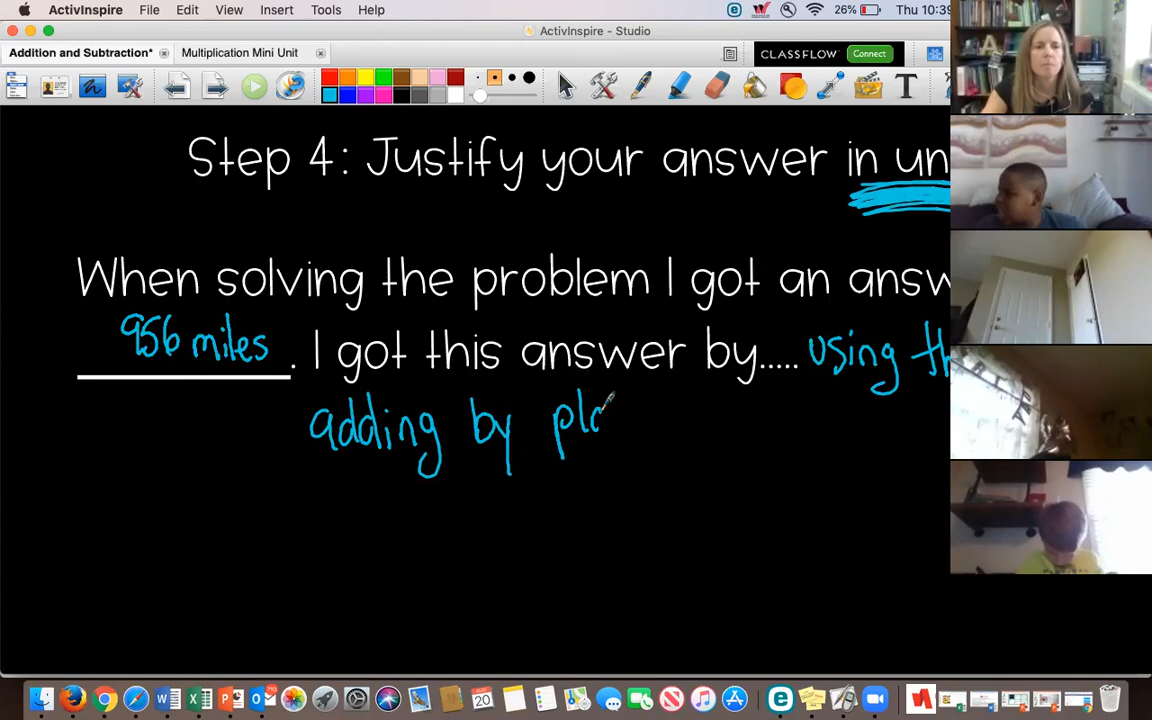 ActivInspire File Edit View Insert Tools Help 26% Thu 10:39
ActivInspire - Studio
Addition and Subtraction* Multiplication Mini Unit CLASSFLOW Connect
Step 4: Justify your answer in un
When solving the problem I got an answ
956 miles. I got this answer by..... using th
adding by pla
20